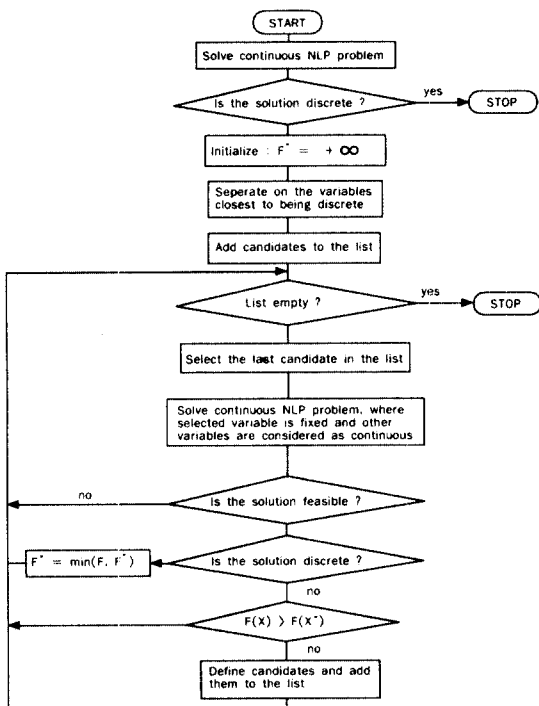 START
Solve continuous NLP problem
Is the solution discrete ?
yes
STOP
Initialize : F* = + ∞
Seperate on the variables
closest to being discrete
Add candidates to the list
List empty ?
yes
STOP
Select the last candidate in the list
Solve continuous NLP problem, where
selected variable is fixed and other
variables are considered as continuous
no
Is the solution feasible ?
F* = min(F, F*)
Is the solution discrete ?
no
F(X) > F(X*)
no
Define candidates and add
them to the list